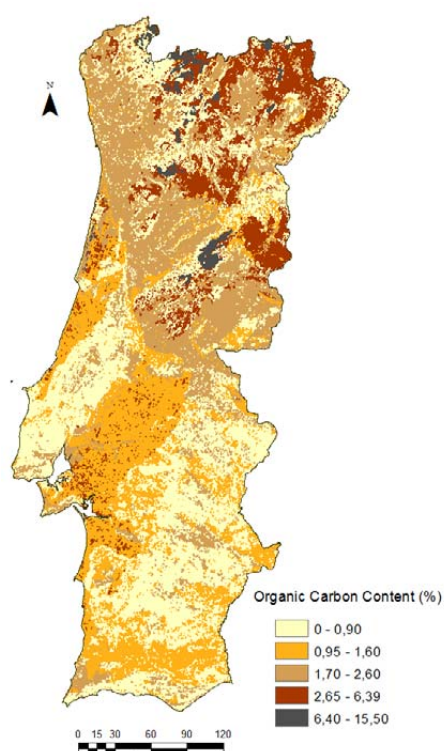 N
Organic Carbon Content (%)
0 - 0,90
0,95 - 1,60
1,70 - 2,60
2,65 - 6,39
6,40 - 15,50
0 15 30 60 90 120